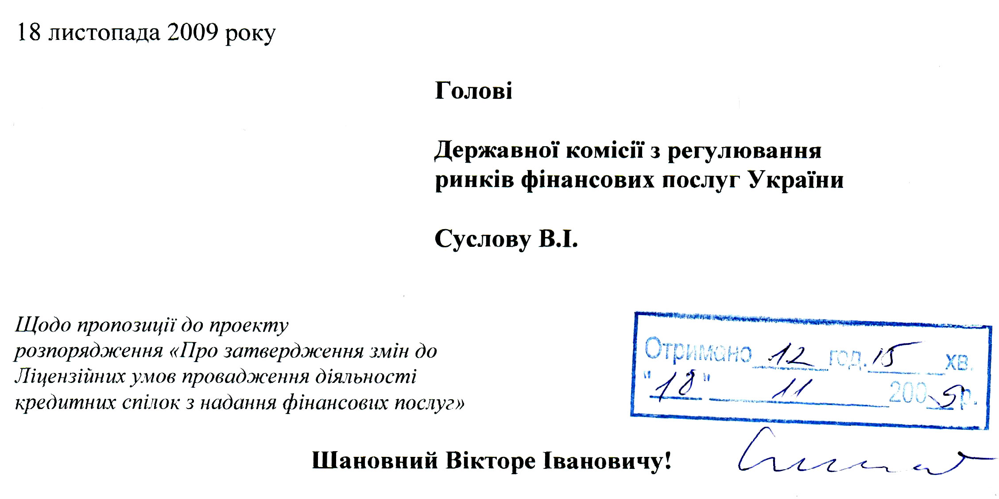 18 листопада 2009 року
Голові
Державної комісії з регулювання
ринків фінансових послуг України
Суслову В.І.
Щодо пропозиції до проекту
розпорядження «Про затвердження змін до
Ліцензійних умов провадження діяльності
кредитних спілок з надання фінансових послуг»
Отримано 12 год. 15 хв.
"18" 11 2009 р.
Шановний Вікторе Івановичу!